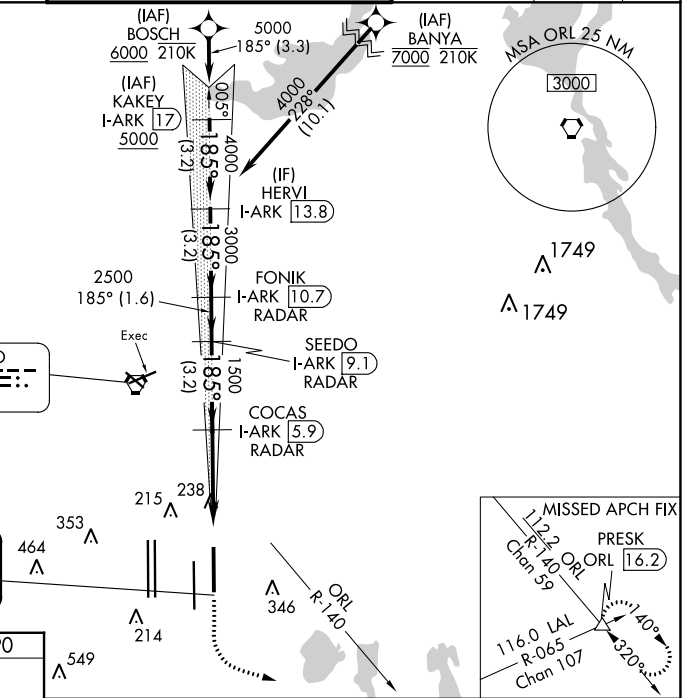 (IAF)
BOSCH
6000 210K
5000
185° (3.3)
(IAF)
BANYA
7000 210K
MSA ORL 25 NM
3000
(IAF)
KAKEY
I-ARK 17
5000
005°
4000
228°
(10.1)
4000
185°
(3.2)
(IF)
HERVI
I-ARK 13.8
3000
185°
(3.2)
1749
1749
2500
185° (1.6)
FONIK
I-ARK 10.7
RADAR
Exec
SEEDO
I-ARK 9.1
RADAR
1500
185°
(3.2)
COCAS
I-ARK 5.9
RADAR
215
238
353
464
214
346
549
ORL
R-140
MISSED APCH FIX
112.2 ORL
R-140
Chan 59
PRESK
ORL 16.2
116.0 LAL
R-065
Chan 107
140°
320°